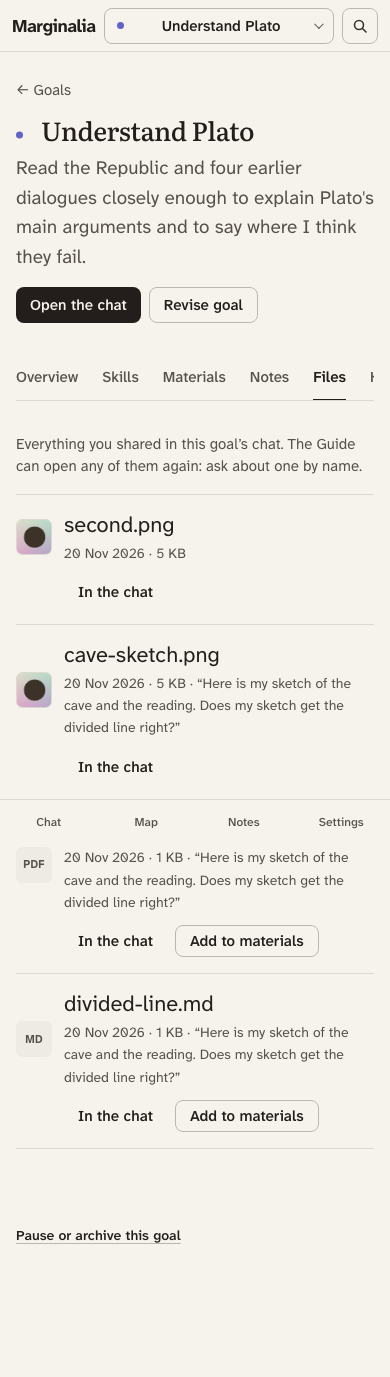 Marginalia
Understand Plato
← Goals
Understand Plato
Read the Republic and four earlier
dialogues closely enough to explain Plato's
main arguments and to say where I think
they fail.
Open the chat
Revise goal
Overview Skills Materials Notes Files
Everything you shared in this goal’s chat. The Guide
can open any of them again: ask about one by name.
second.png
20 Nov 2026 · 5 KB
In the chat
cave-sketch.png
20 Nov 2026 · 5 KB · “Here is my sketch of the
cave and the reading. Does my sketch get the
divided line right?”
In the chat
Chat Map Notes Settings
PDF
20 Nov 2026 · 1 KB · “Here is my sketch of the
cave and the reading. Does my sketch get the
divided line right?”
In the chat
Add to materials
divided-line.md
MD
20 Nov 2026 · 1 KB · “Here is my sketch of the
cave and the reading. Does my sketch get the
divided line right?”
In the chat
Add to materials
Pause or archive this goal